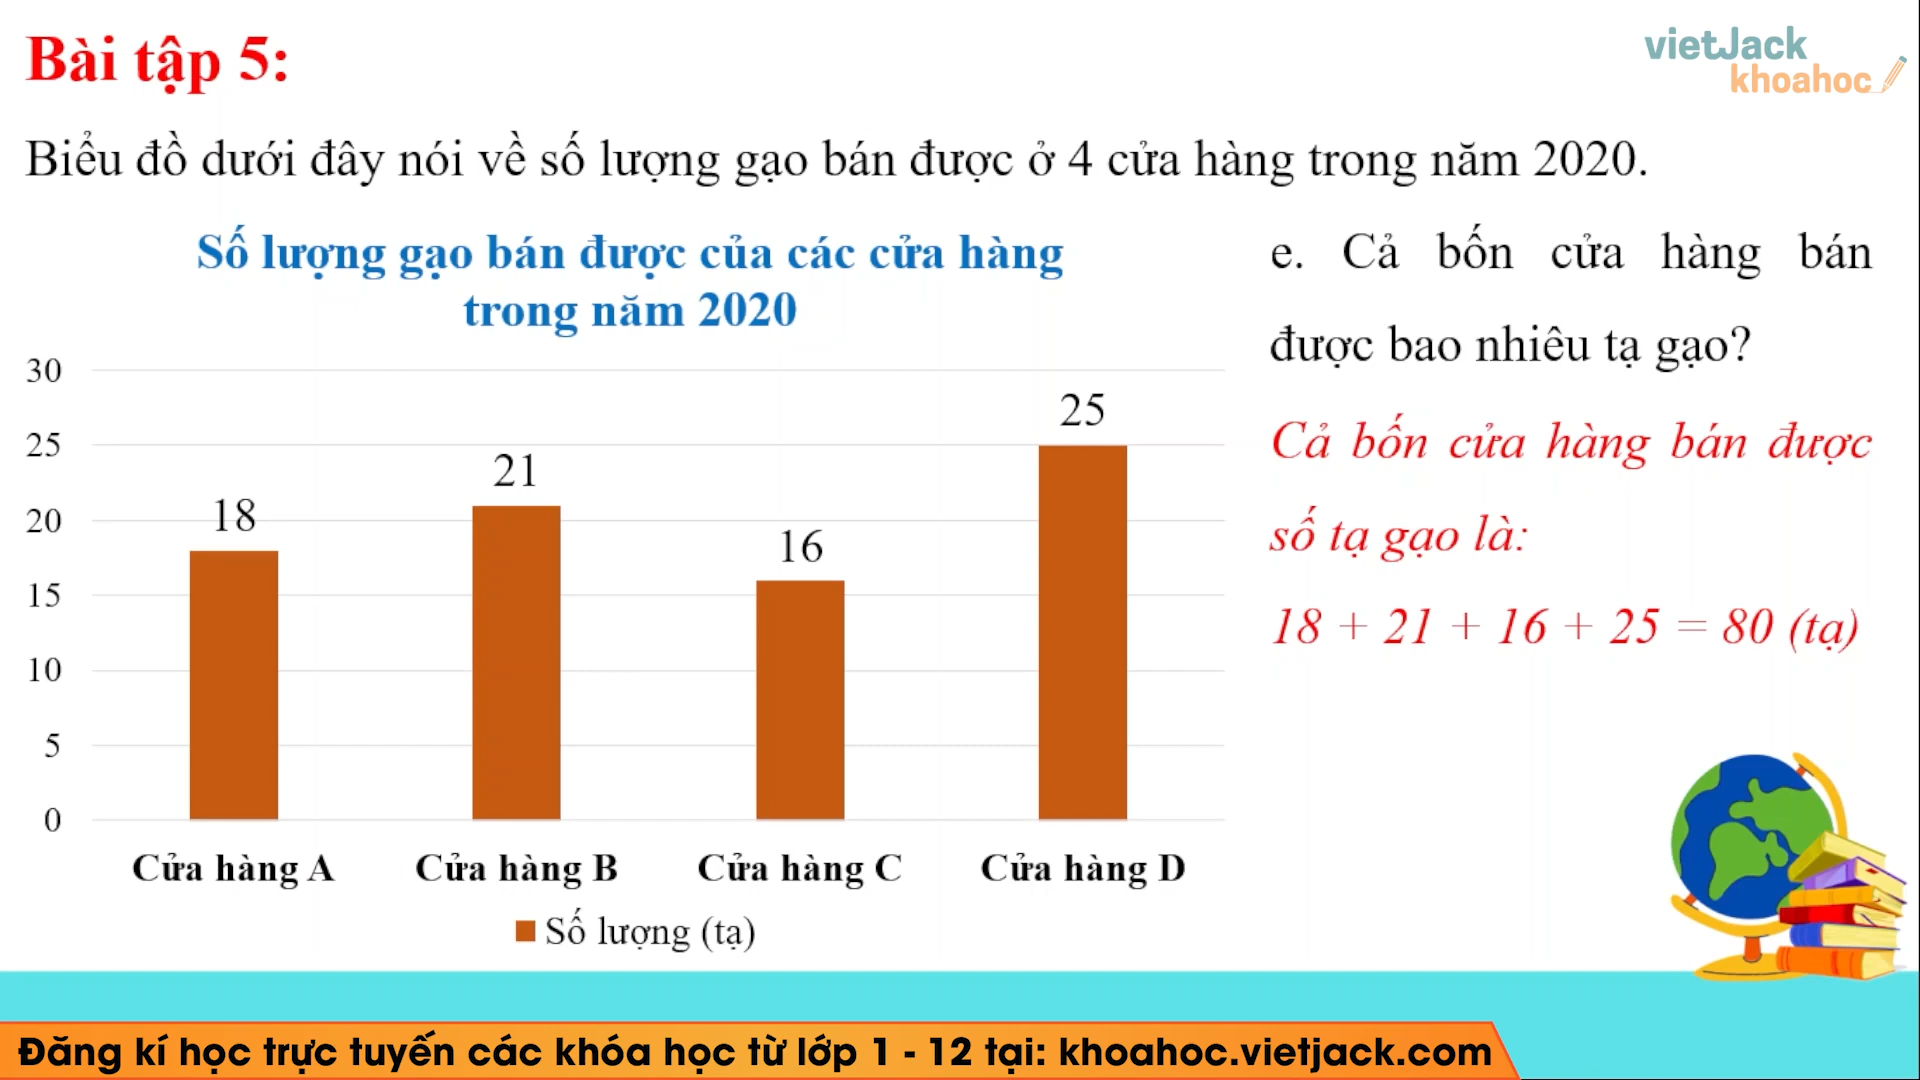 Bài tập 5:
vietJack
khoahoc
Biểu đồ dưới đây nói về số lượng gạo bán được ở 4 cửa hàng trong năm 2020.
Số lượng gạo bán được của các cửa hàng
trong năm 2020
30
25
20
15
10
5
0
18
21
16
25
Cửa hàng A
Cửa hàng B
Cửa hàng C
Cửa hàng D
Số lượng (tạ)
e. Cả bốn cửa hàng bán
được bao nhiêu tạ gạo?
Cả bốn cửa hàng bán được
số tạ gạo là:
18 + 21 + 16 + 25 = 80 (tạ)
Đăng kí học trực tuyến các khóa học từ lớp 1 - 12 tại: khoahoc.vietjack.com